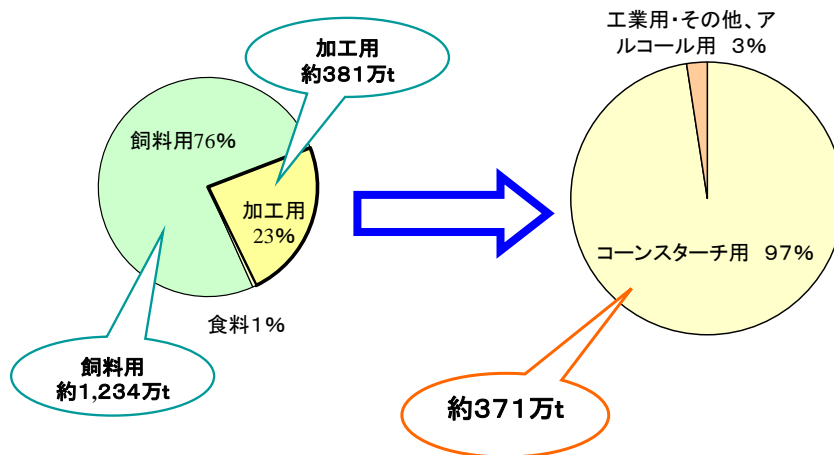 加工用
約381万t
飼料用76%
加工用
23%
食料1%
飼料用
約1,234万t
工業用・その他、ア
ルコール用 3%
コーンスターチ用 97%
約371万t